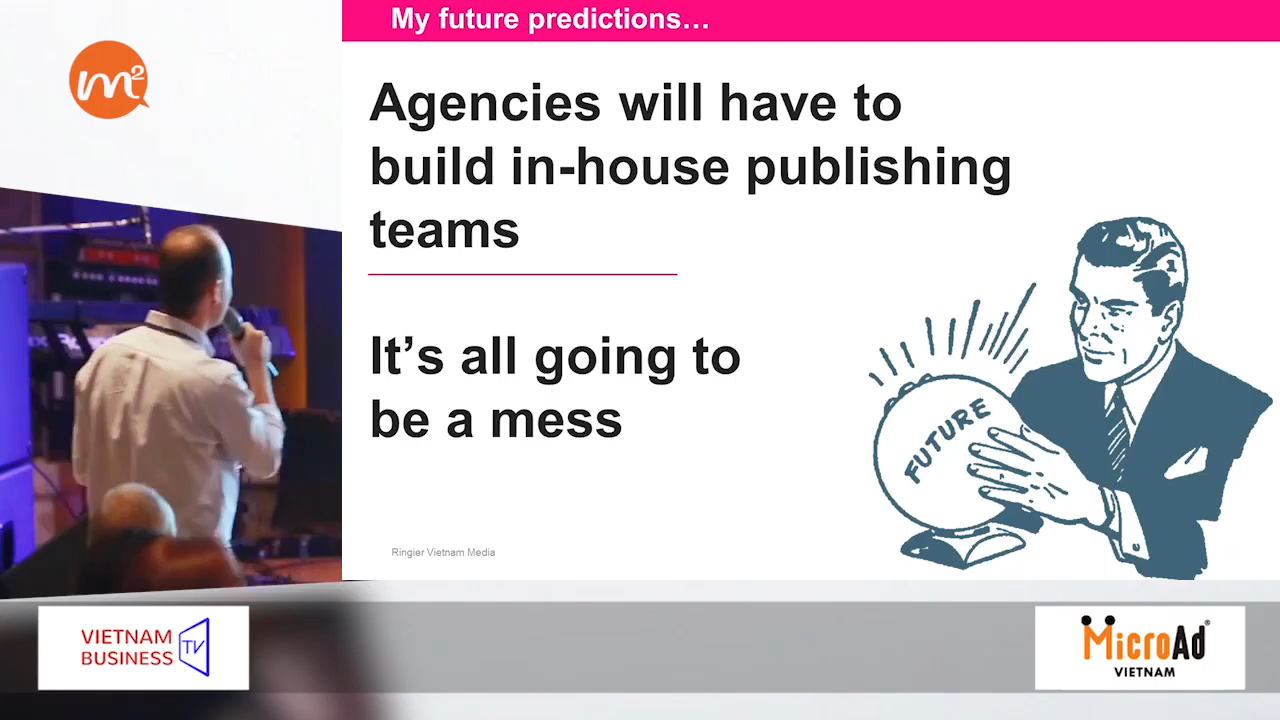 My future predictions…
m2
Agencies will have to
build in-house publishing
teams
It's all going to
be a mess
FUTURE
Ringier Vietnam Media
VIETNAM
BUSINESS
TV
MicroAd®
VIETNAM